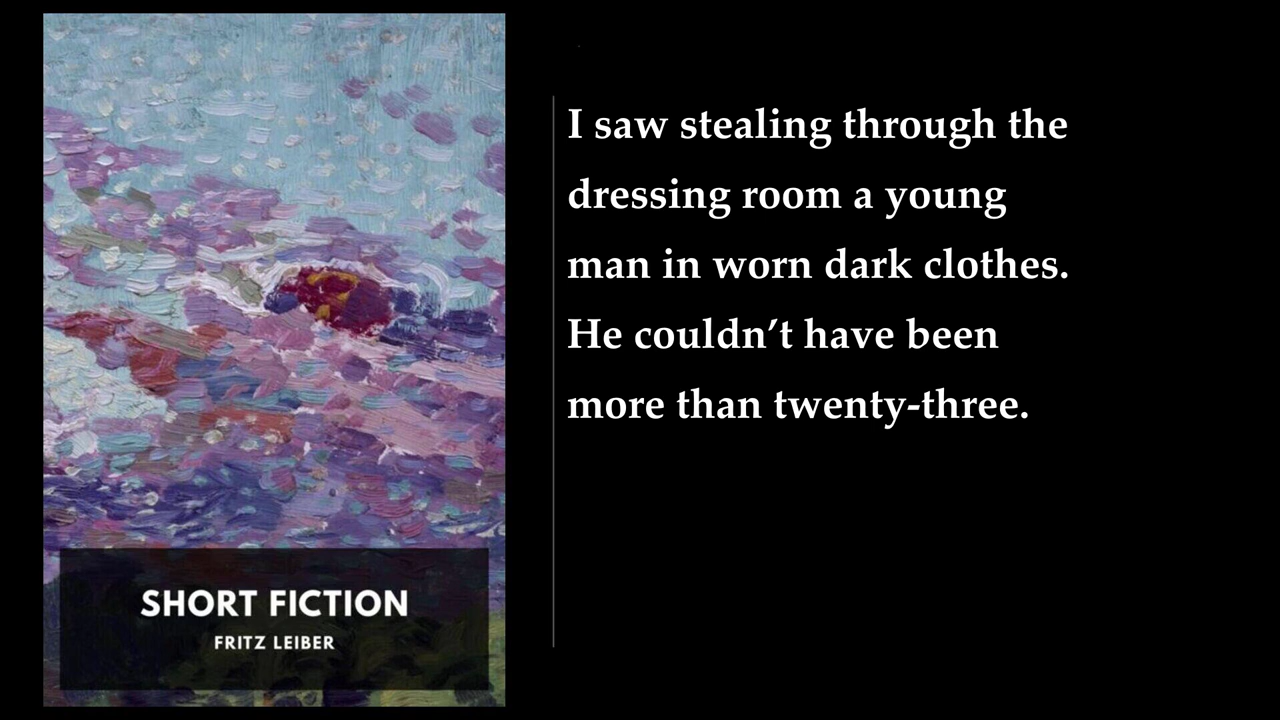 I saw stealing through the
dressing room a young
man in worn dark clothes.
He couldn’t have been
more than twenty-three.
SHORT FICTION
FRITZ LEIBER